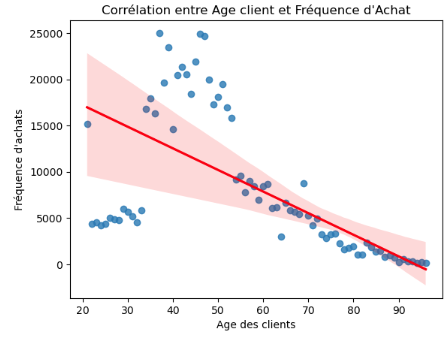 Corrélation entre Age client et Fréquence d'Achat
Fréquence d'achats
25000
20000
15000
10000
5000
0
20 30 40 50 60 70 80 90
Age des clients